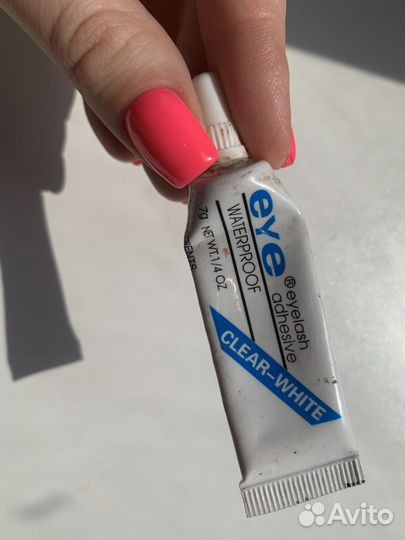 eye
®eyelash
adhesive
WATERPROOF
7g NET WT.1/4 OZ
CLEAR-WHITE
Avito